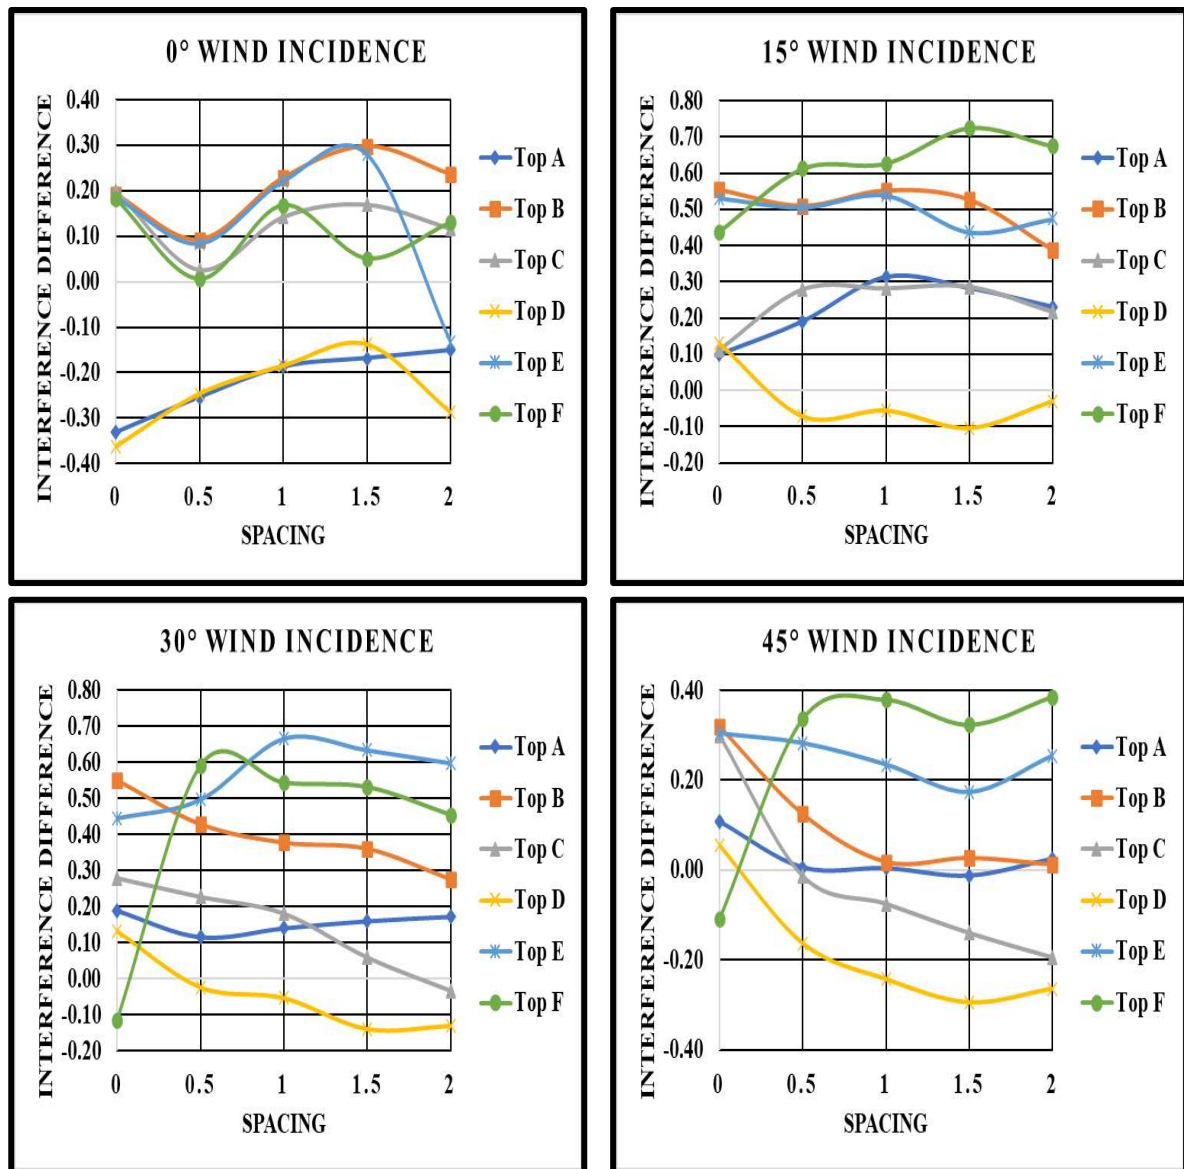 0° WIND INCIDENCE
INTERFERENCE DIFFERENCE
0.40
0.30
0.20
0.10
0.00
-0.10
-0.20
-0.30
-0.40
0 0.5 1 1.5 2
SPACING
Top A
Top B
Top C
Top D
Top E
Top F
15° WIND INCIDENCE
INTERFERENCE DIFFERENCE
0.80
0.70
0.60
0.50
0.40
0.30
0.20
0.10
0.00
-0.10
-0.20
0 0.5 1 1.5 2
SPACING
Top A
Top B
Top C
Top D
Top E
Top F
30° WIND INCIDENCE
INTERFERENCE DIFFERENCE
0.80
0.70
0.60
0.50
0.40
0.30
0.20
0.10
0.00
-0.10
-0.20
0 0.5 1 1.5 2
SPACING
Top A
Top B
Top C
Top D
Top E
Top F
45° WIND INCIDENCE
INTERFERENCE DIFFERENCE
0.40
0.20
0.00
-0.20
-0.40
0 0.5 1 1.5 2
SPACING
Top A
Top B
Top C
Top D
Top E
Top F